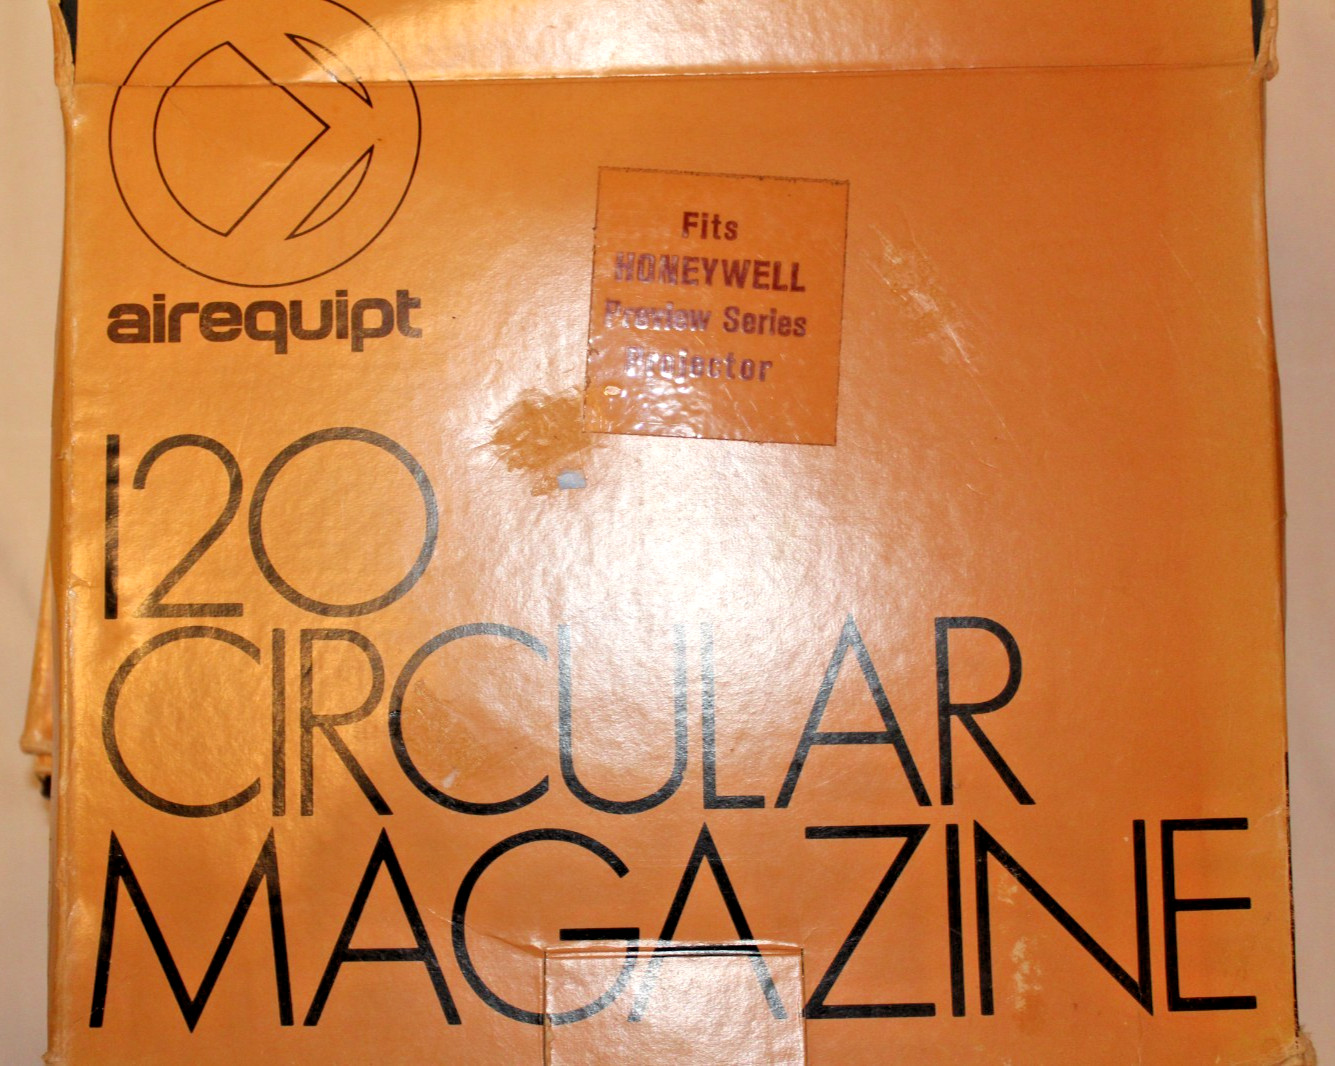 airequipt
Fits
HONEYWELL
Preview Series
Projector
120
CIRCULAR
MAGAZINE